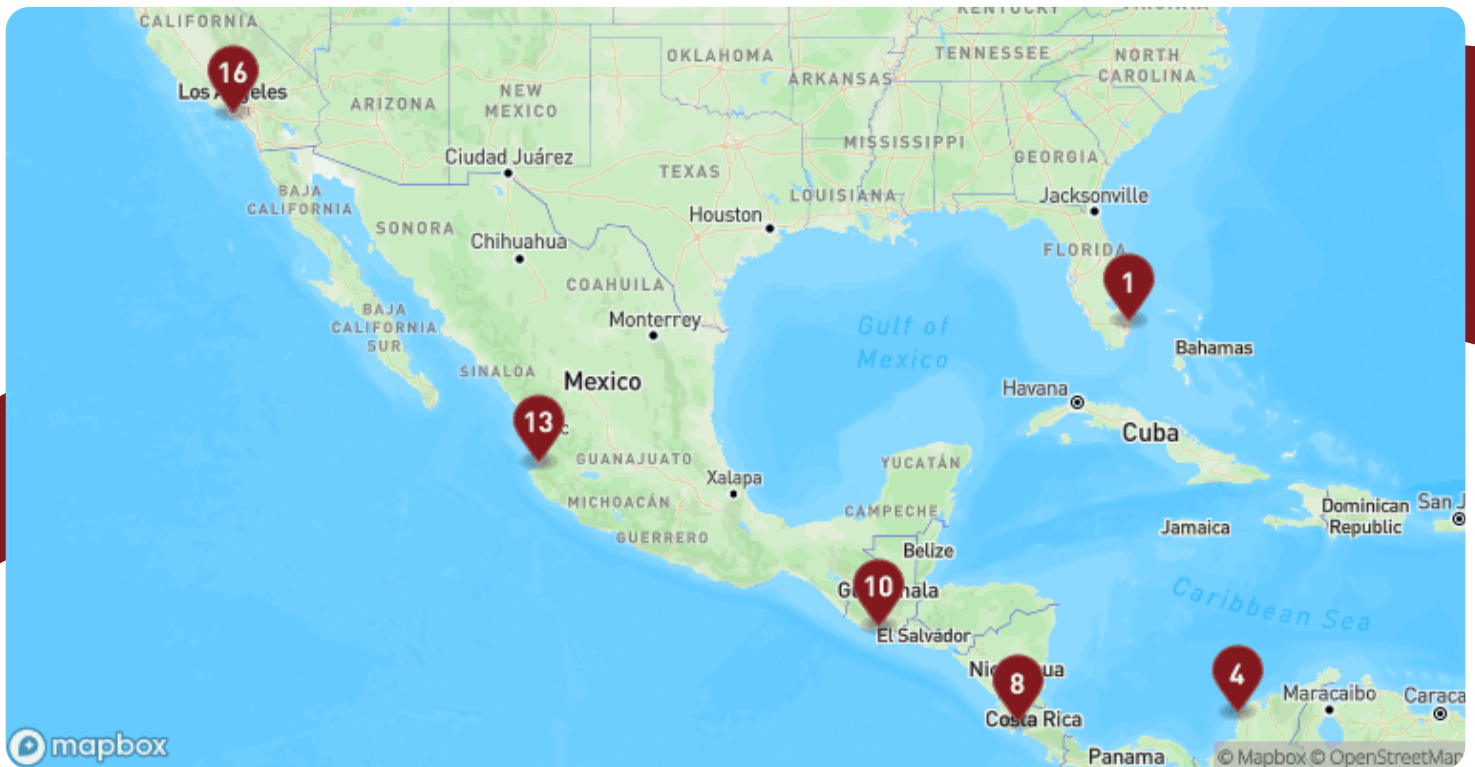 KENTUCKY
CALIFORNIA
OKLAHOMA
TENNESSEE
NORTH
CAROLINA
16
ARKANSAS
ARIZONA
NEW
MEXICO
MISSISSIPPI
Ciudad Juárez
GEORGIA
TEXAS
BAJA
CALIFORNIA
LOUISIANA
Jacksonville
Houston
SONORA
Chihuahua
FLORIDA
1
COAHUILA
BAJA
CALIFORNIA
SUR
Monterrey
Gulf of
Mexico
Bahamas
SINALOA
Mexico
Havana
13
Cuba
GUANAJUATO
YUCATÁN
Xalapa
MICHOACÁN
CAMPECHE
Dominican
Republic
San J
Jamaica
GUERRERO
Belize
10
Caribbean Sea
El Salvador
8
4
Maracaibo
Caraca
Costa Rica
Panama
mapbox
© Mapbox © OpenStreetMap